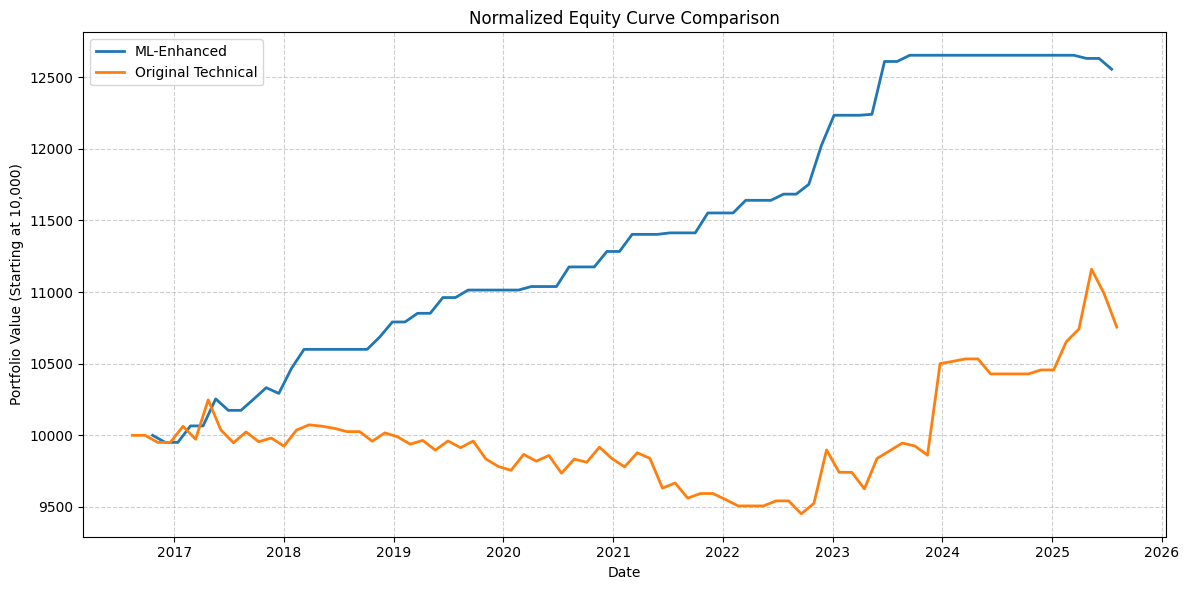 Normalized Equity Curve Comparison
ML-Enhanced
Original Technical
Portfolio Value (Starting at 10,000)
12500
12000
11500
11000
10500
10000
9500
2017 2018 2019 2020 2021 2022 2023 2024 2025 2026
Date